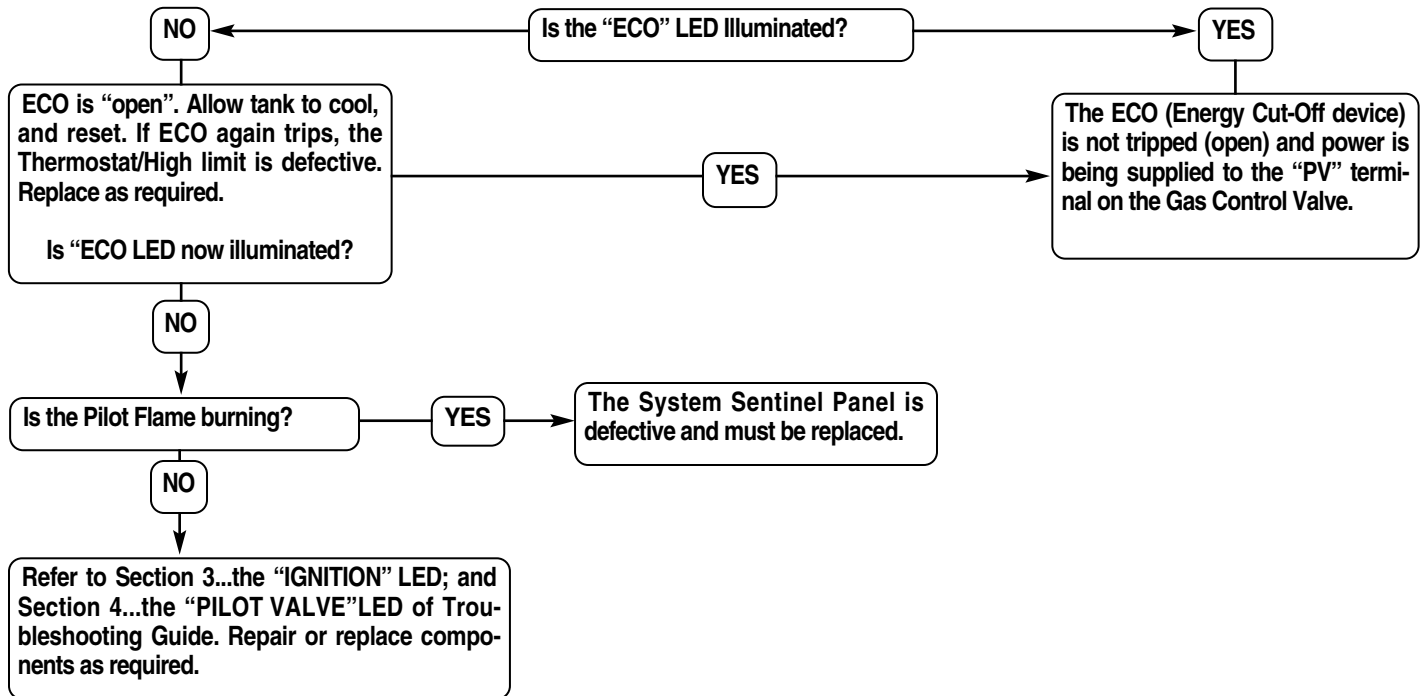 Is the “ECO” LED Illuminated?
NO
YES
ECO is “open”. Allow tank to cool,
and reset. If ECO again trips, the
Thermostat/High limit is defective.
Replace as required.
Is “ECO LED now illuminated?
YES
The ECO (Energy Cut-Off device)
is not tripped (open) and power is
being supplied to the “PV” termi-
nal on the Gas Control Valve.
NO
Is the Pilot Flame burning?
YES
The System Sentinel Panel is
defective and must be replaced.
NO
Refer to Section 3...the “IGNITION” LED; and
Section 4...the “PILOT VALVE”LED of Trou-
bleshooting Guide. Repair or replace compo-
nents as required.